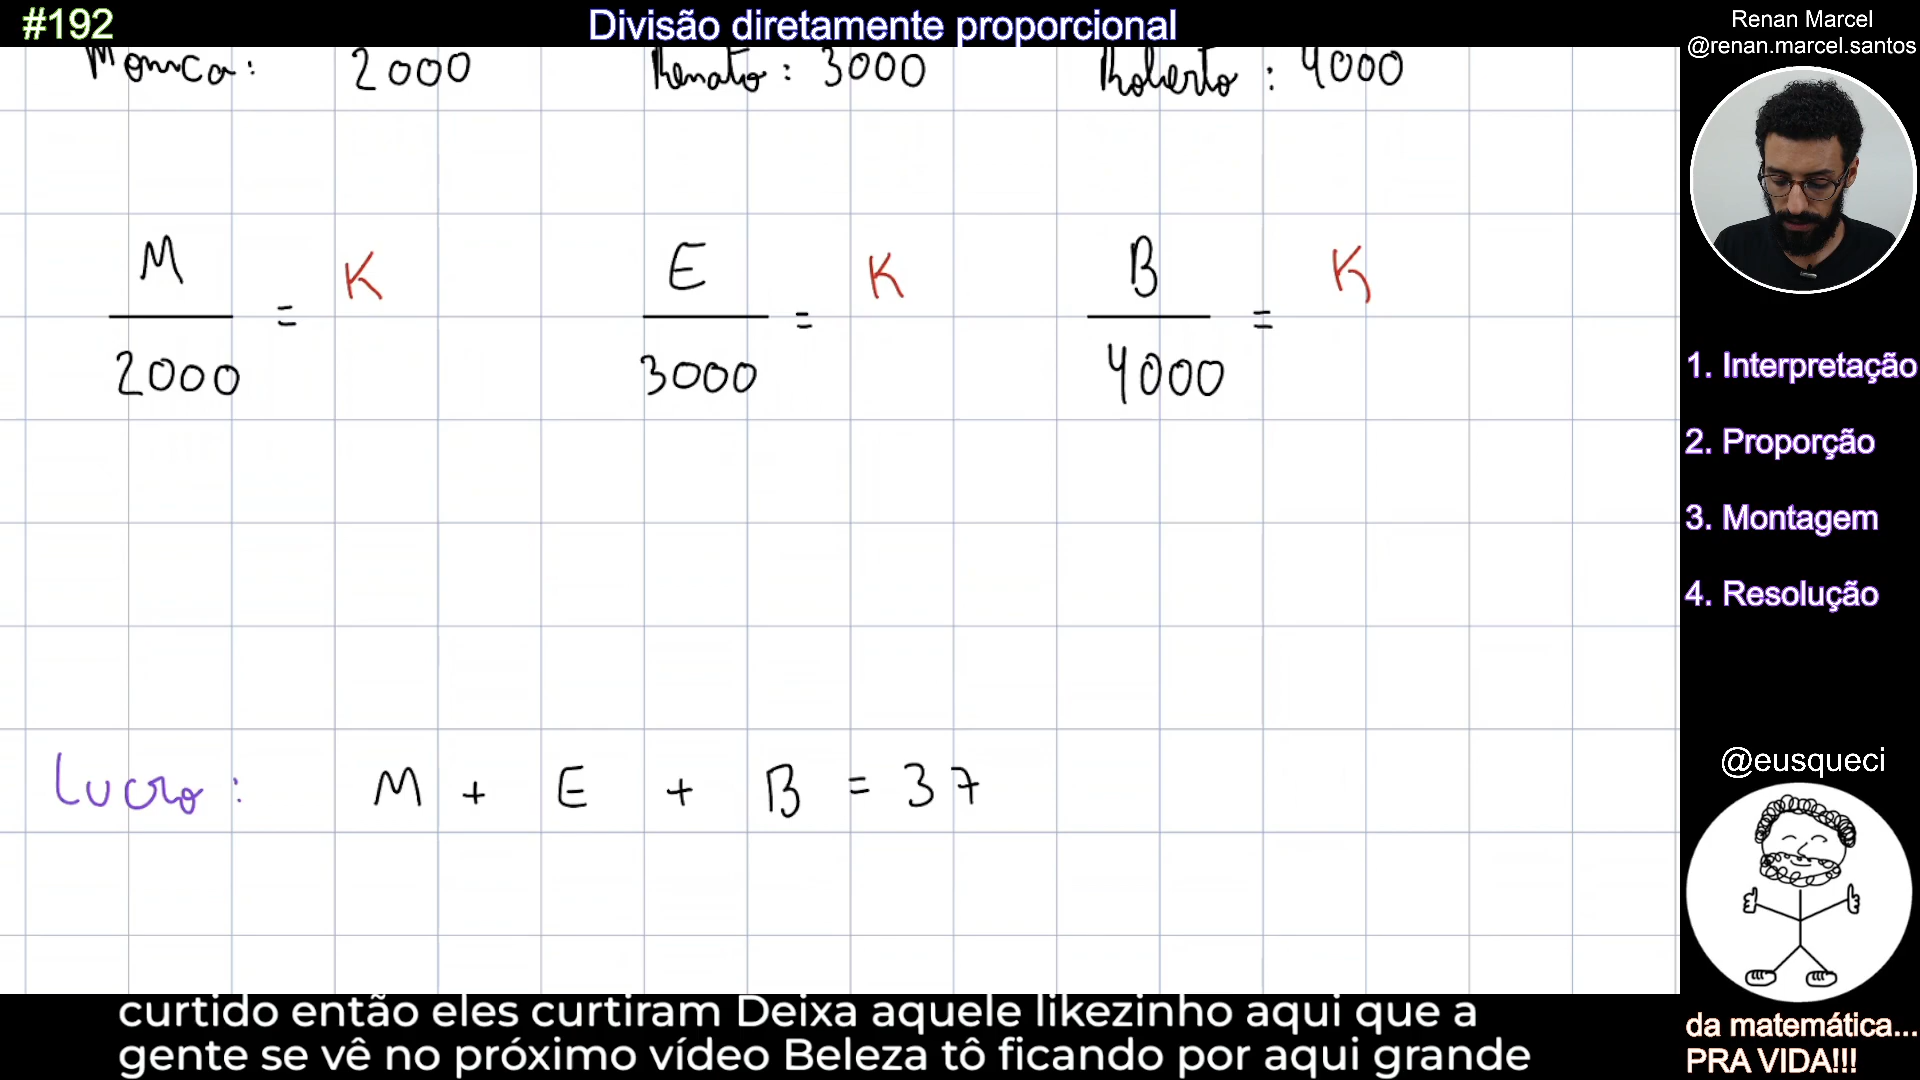 #192
Divisão diretamente proporcional
Renan Marcel
@renan.marcel.santos
Monica: 2000 Renato: 3000 Roberto: 4000
M = K E = K B = K
2000 3000 4000
1. Interpretação
2. Proporção
3. Montagem
4. Resolução
Lucro: M + E + B = 37
@eusqueci
da matemática...
PRA VIDA!!!
curtido então eles curtiram Deixa aquele likezinho aqui que a
gente se vê no próximo vídeo Beleza tô ficando por aqui grande